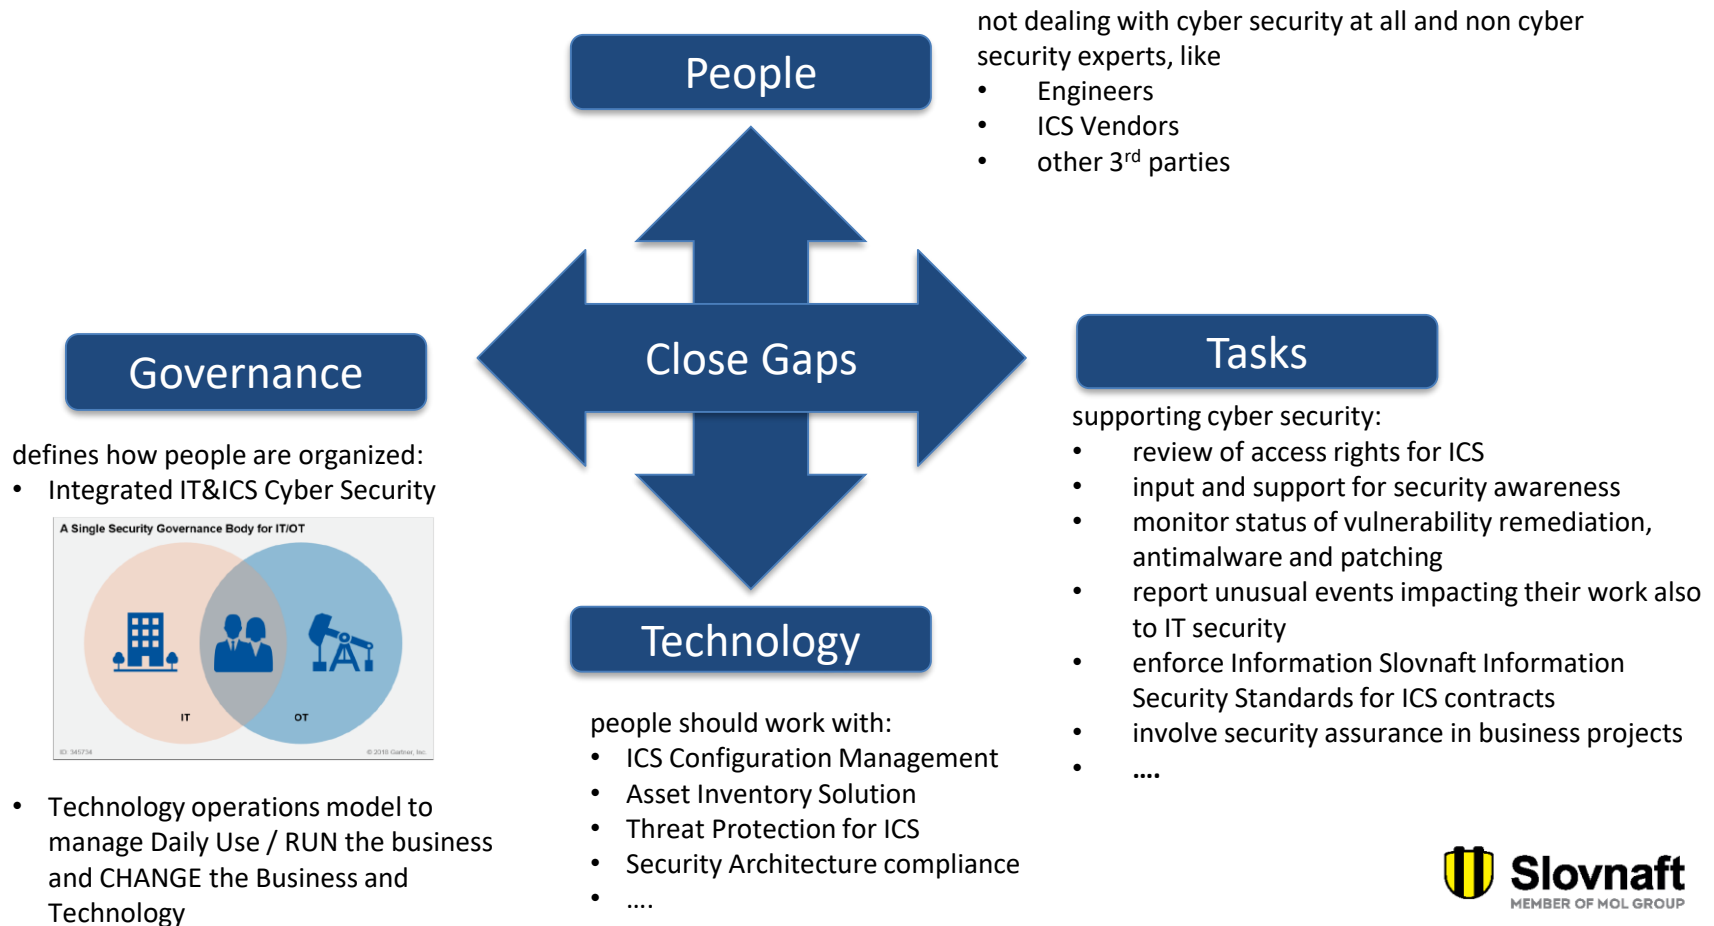 People
not dealing with cyber security at all and non cyber
security experts, like
• Engineers
• ICS Vendors
• other 3rd parties
Close Gaps
Governance
defines how people are organized:
• Integrated IT&ICS Cyber Security
A Single Security Governance Body for IT/OT
IT
OT
ID: 345734
© 2018 Gartner, Inc.
• Technology operations model to
manage Daily Use / RUN the business
and CHANGE the Business and
Technology
Technology
people should work with:
• ICS Configuration Management
• Asset Inventory Solution
• Threat Protection for ICS
• Security Architecture compliance
• ....
Tasks
supporting cyber security:
• review of access rights for ICS
• input and support for security awareness
• monitor status of vulnerability remediation,
antimalware and patching
• report unusual events impacting their work also
to IT security
• enforce Information Slovnaft Information
Security Standards for ICS contracts
• involve security assurance in business projects
• ....
Slovnaft
MEMBER OF MOL GROUP